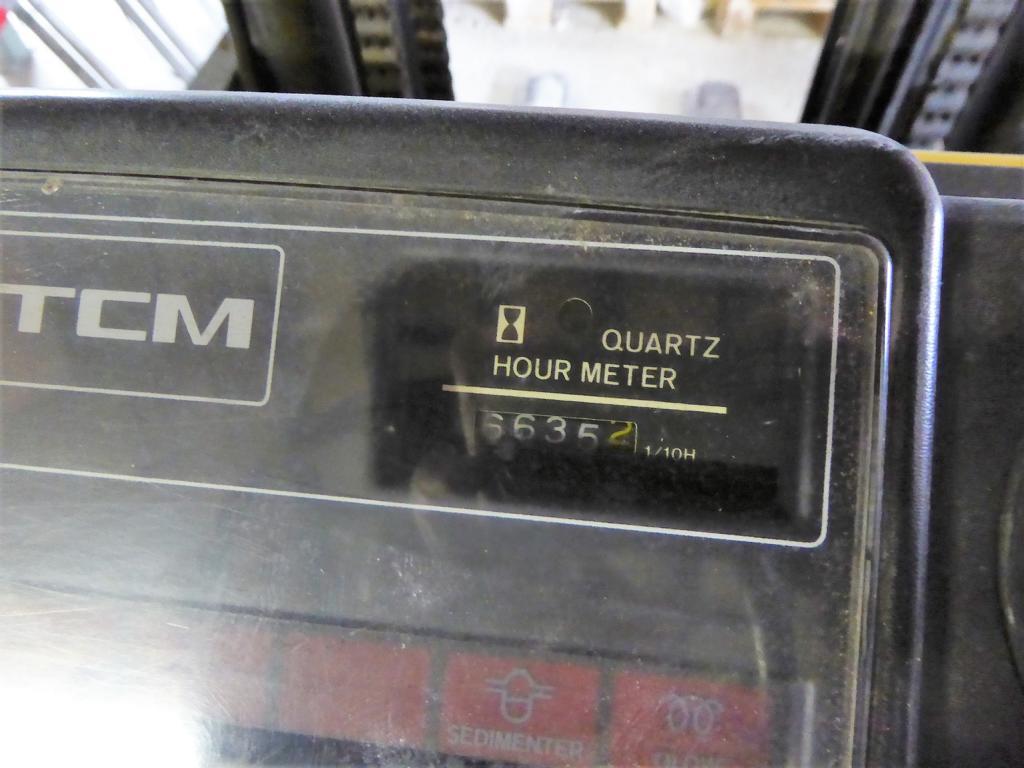 TCM
QUARTZ
HOUR METER
66352
1/10H
SEDIMENTER